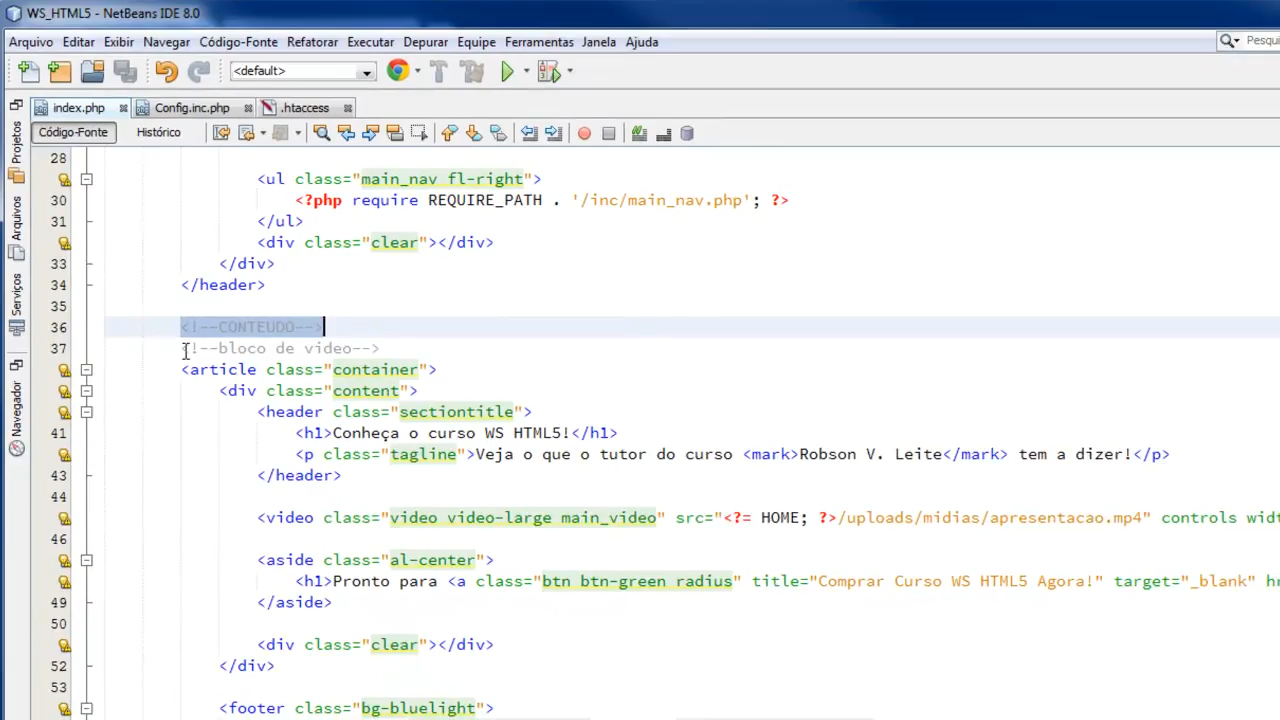 WS_HTML5 - NetBeans IDE 8.0
Arquivo Editar Exibir Navegar Código-Fonte Refatorar Executar Depurar Equipe Ferramentas Janela Ajuda
Pesqui
<default>
index.php Config.inc.php .htaccess
Código-Fonte Histórico
Projetos
Arquivos
Serviços
Navegador
28
<ul class="main_nav fl-right">
30 <?php require REQUIRE_PATH . '/inc/main_nav.php'; ?>
31 </ul>
<div class="clear"></div>
33 </div>
34 </header>
35
36 <!--CONTEUDO-->
37 <!--bloco de video-->
<article class="container">
<div class="content">
<header class="sectiontitle">
41 <h1>Conheça o curso WS HTML5!</h1>
<p class="tagline">Veja o que o tutor do curso <mark>Robson V. Leite</mark> tem a dizer!</p>
43 </header>
44
<video class="video video-large main_video" src="<?= HOME; ?>/uploads/midias/apresentacao.mp4" controls widt
46
<aside class="al-center">
<h1>Pronto para <a class="btn btn-green radius" title="Comprar Curso WS HTML5 Agora!" target="_blank" hr
49 </aside>
50
<div class="clear"></div>
52 </div>
53
<footer class="bg-bluelight">